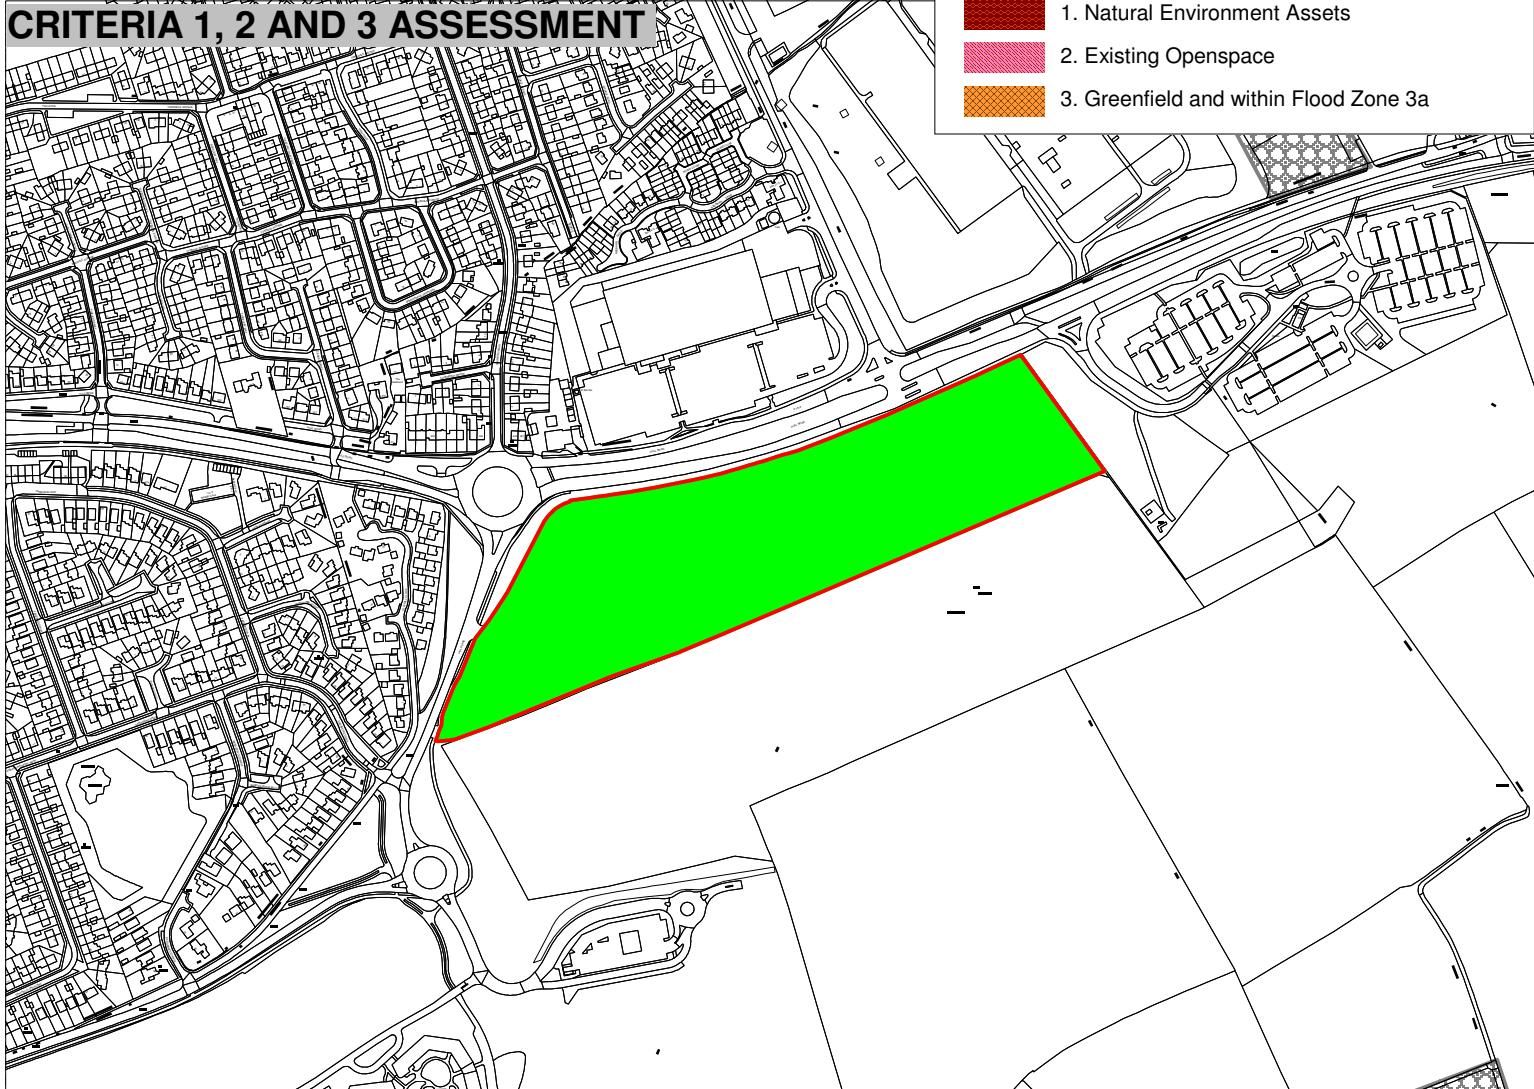 CRITERIA 1, 2 AND 3 ASSESSMENT
1. Natural Environment Assets
2. Existing Openspace
3. Greenfield and within Flood Zone 3a